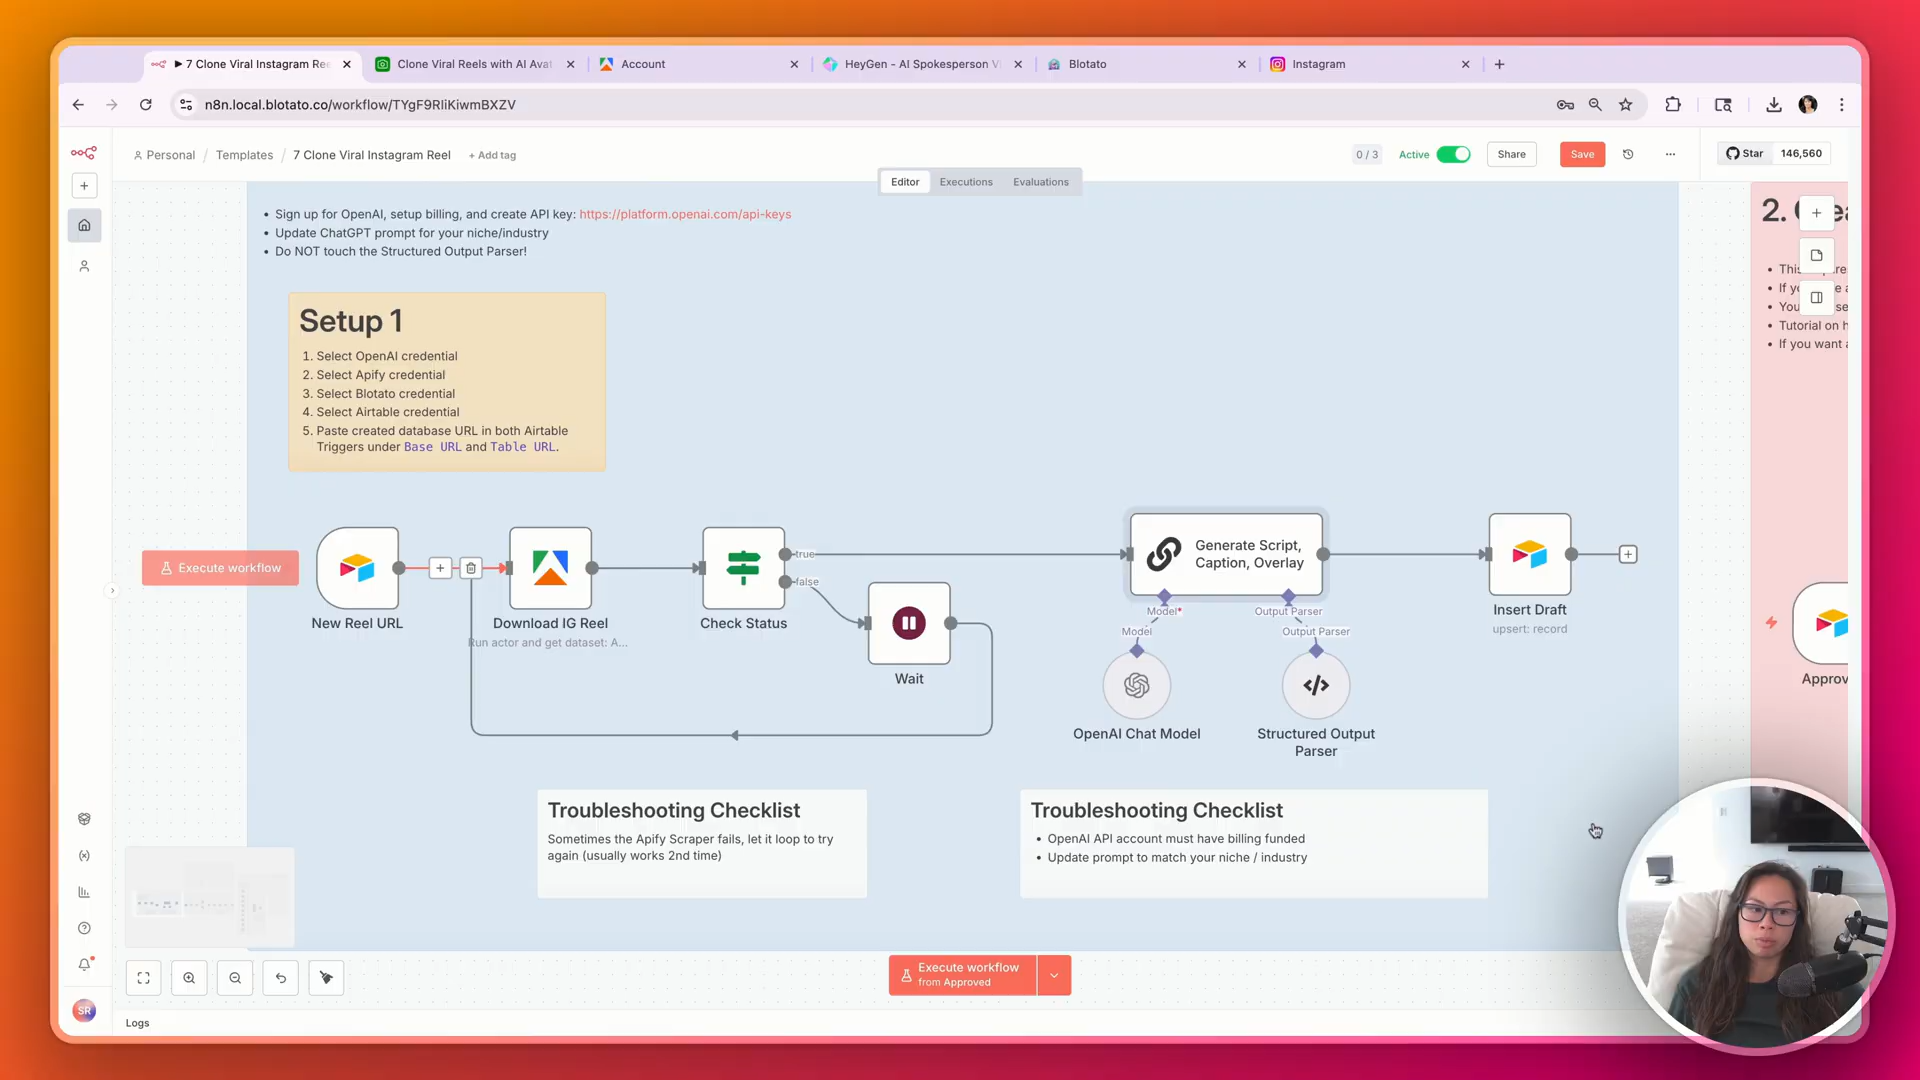 7 Clone Viral Instagram Ree
Clone Viral Reels with AI Avat
Account
HeyGen - AI Spokesperson V
Blotato
Instagram
n8n.local.blotato.co/workflow/TYgF9RliKiwmBXZV
Personal / Templates / 7 Clone Viral Instagram Reel + Add tag
0 / 3
Active
Share
Save
Star 146,560
Editor
Executions
Evaluations
• Sign up for OpenAI, setup billing, and create API key: https://platform.openai.com/api-keys
• Update ChatGPT prompt for your niche/industry
• Do NOT touch the Structured Output Parser!
Setup 1
1. Select OpenAI credential
2. Select Apify credential
3. Select Blotato credential
4. Select Airtable credential
5. Paste created database URL in both Airtable
Triggers under Base URL and Table URL.
2.
• This
• If yo
• You
• Tutorial on h
• If you want a
Execute workflow
New Reel URL
Download IG Reel
Run actor and get dataset: A...
Check Status
true
false
Wait
Generate Script,
Caption, Overlay
Model*
Output Parser
Model
Output Parser
OpenAI Chat Model
Structured Output
Parser
Insert Draft
upsert: record
Approv
Troubleshooting Checklist
Sometimes the Apify Scraper fails, let it loop to try
again (usually works 2nd time)
Troubleshooting Checklist
• OpenAI API account must have billing funded
• Update prompt to match your niche / industry
Execute workflow
from Approved
SR
Logs